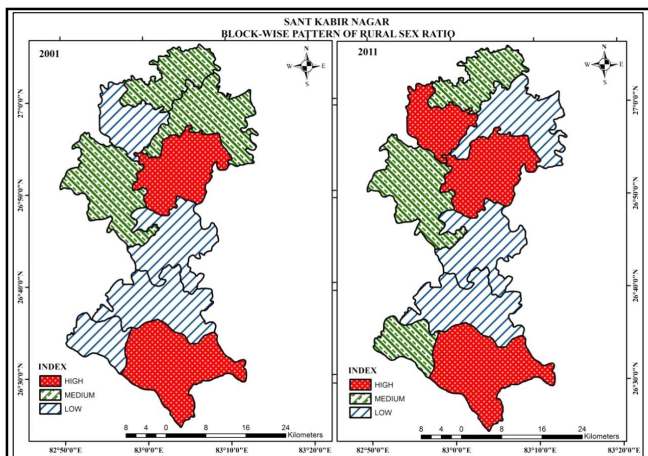 SANT KABIR NAGAR
BLOCK-WISE PATTERN OF RURAL SEX RATIO
2001
N
W E
S
27°0'0"N
26°50'0"N
26°40'0"N
26°30'0"N
INDEX
HIGH
MEDIUM
LOW
8 4 0 8 16 24
Kilometers
82°50'0"E 83°0'0"E 83°10'0"E 83°20'0"E
2011
N
W E
S
27°0'0"N
26°50'0"N
26°40'0"N
26°30'0"N
INDEX
HIGH
MEDIUM
LOW
8 4 0 8 16 24
Kilometers
82°50'0"E 83°0'0"E 83°10'0"E 83°20'0"E